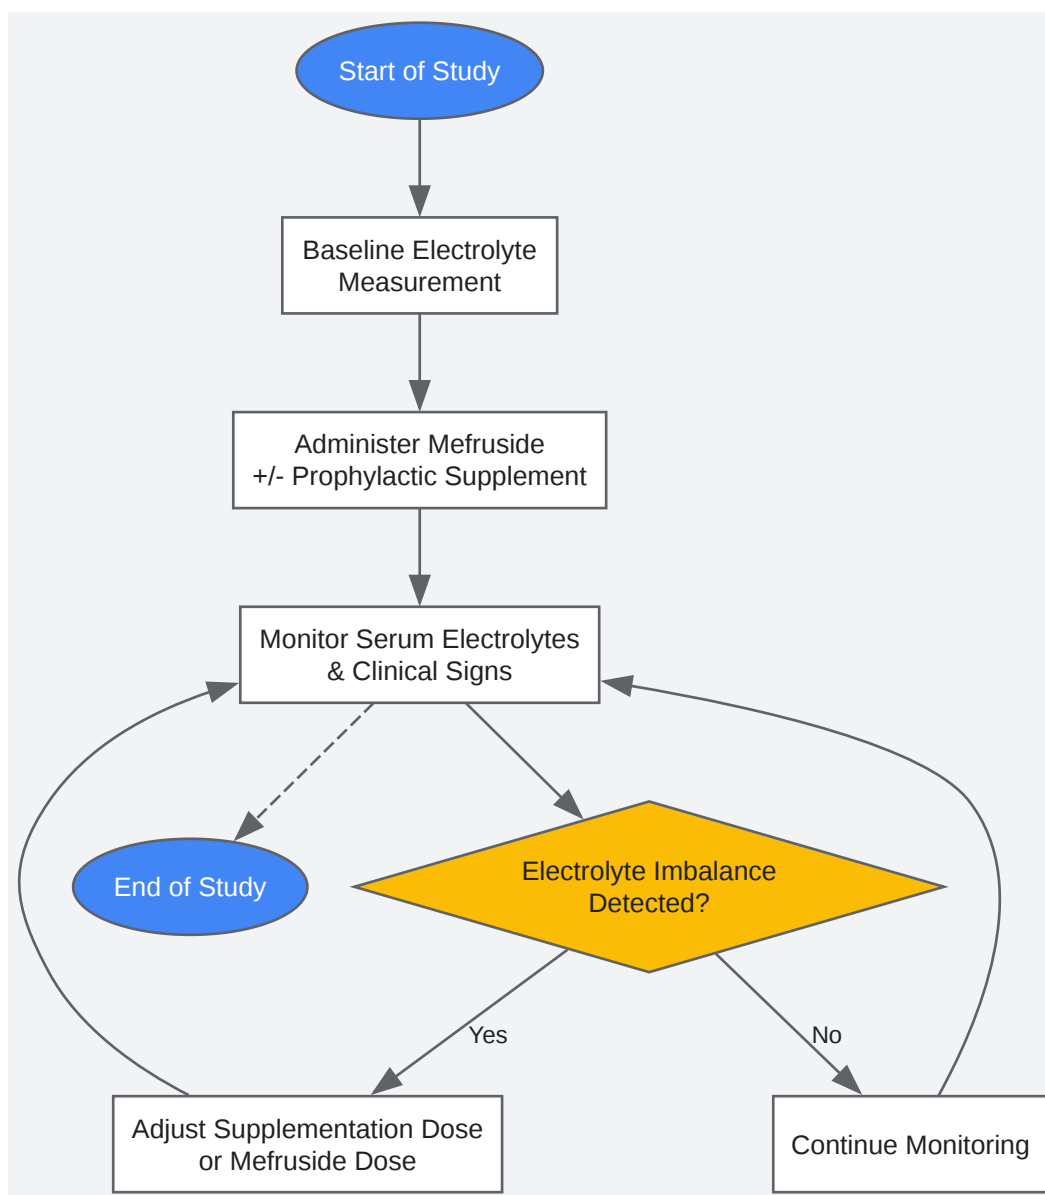 Start of Study
Baseline Electrolyte
Measurement
Administer Mefruside
+/- Prophylactic Supplement
Monitor Serum Electrolytes
& Clinical Signs
End of Study
Electrolyte Imbalance
Detected?
Yes
No
Adjust Supplementation Dose
or Mefruside Dose
Continue Monitoring